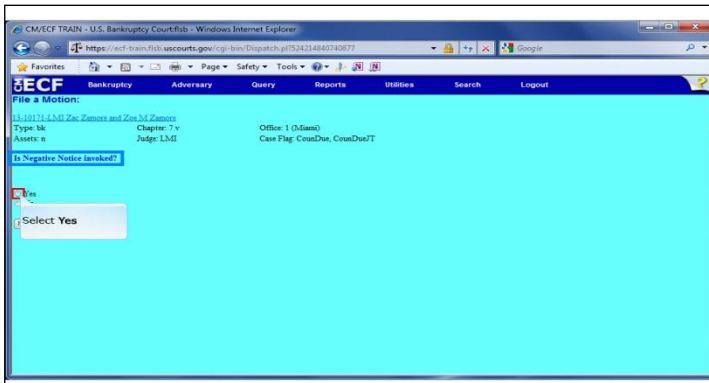 CM/ECF TRAIN - U.S. Bankruptcy Court:flsb - Windows Internet Explorer
https://ecf-train.flsb.uscourts.gov/cgi-bin/Dispatch.pl?524214840740877
Google
Favorites Page Safety Tools
ECF Bankruptcy Adversary Query Reports Utilities Search Logout ?
File a Motion:
13-10171-LMI Zac Zamore and Zoe M Zamore
Type: bk Chapter: 7 v Office: 1 (Miami)
Assets: n Judge: LMI Case Flag: CounDue, CounDueJT
Is Negative Notice invoked?
Yes
Select Yes